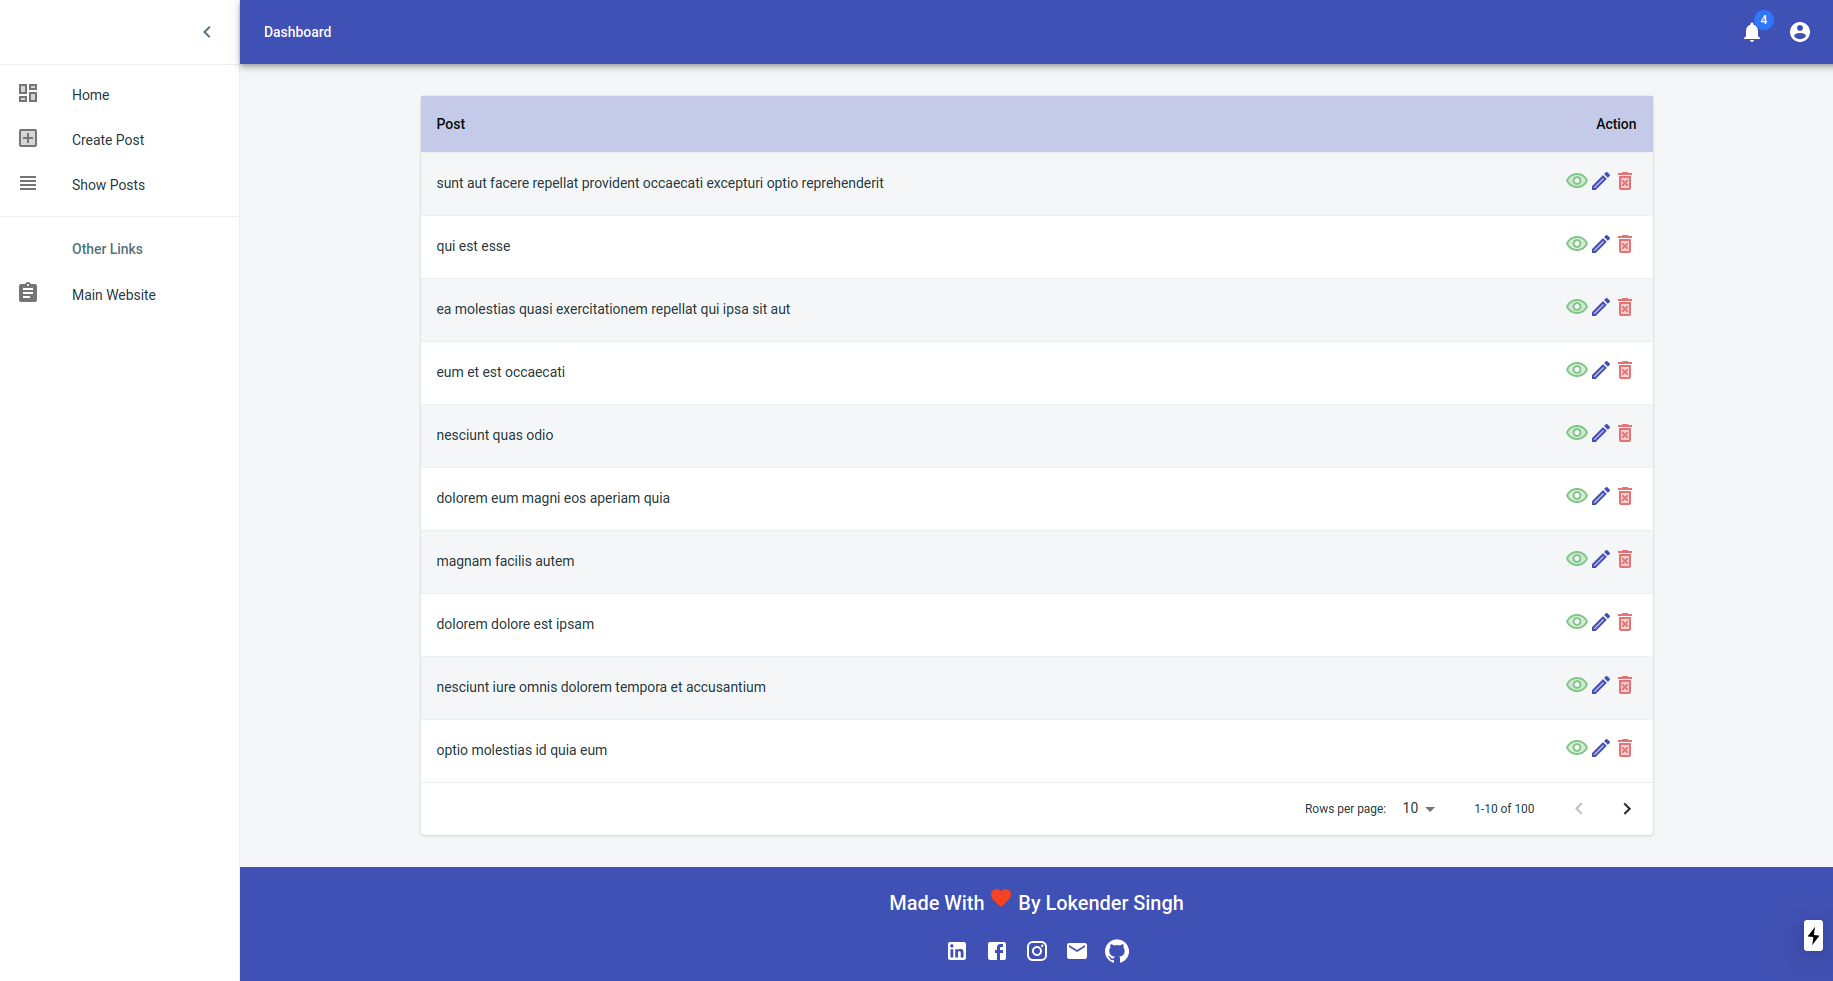 Dashboard
4
Home
Create Post
Show Posts
Other Links
Main Website
Post Action
sunt aut facere repellat provident occaecati excepturi optio reprehenderit
qui est esse
ea molestias quasi exercitationem repellat qui ipsa sit aut
eum et est occaecati
nesciunt quas odio
dolorem eum magni eos aperiam quia
magnam facilis autem
dolorem dolore est ipsam
nesciunt iure omnis dolorem tempora et accusantium
optio molestias id quia eum
Rows per page: 10 1-10 of 100
Made With By Lokender Singh